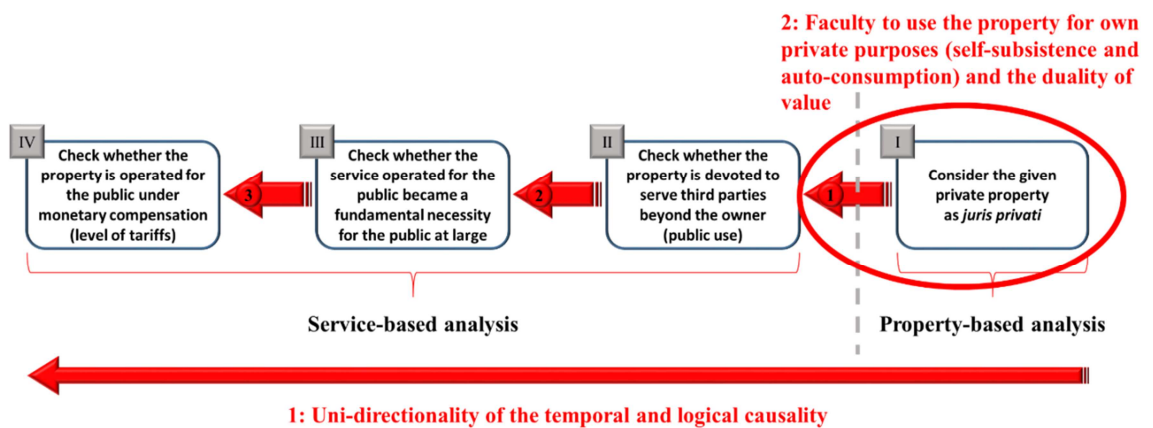 2: Faculty to use the property for own
private purposes (self-subsistence and
auto-consumption) and the duality of
value
IV
Check whether the
property is operated for
the public under
monetary compensation
(level of tariffs)
3
III
Check whether the
service operated for the
public became a
fundamental necessity
for the public at large
2
II
Check whether the
property is devoted to
serve third parties
beyond the owner
(public use)
1
I
Consider the given
private property
as juris privati
Service-based analysis
Property-based analysis
1: Uni-directionality of the temporal and logical causality